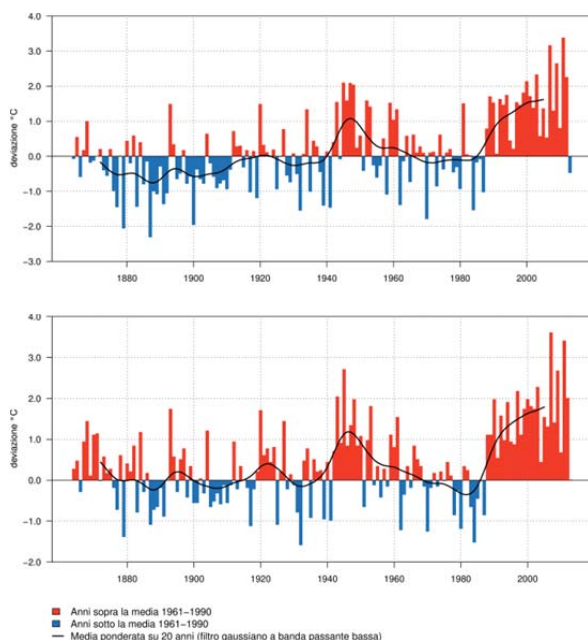 4.0
3.0
2.0
1.0
0.0
-1.0
-2.0
-3.0
deviazione °C
1880 1900 1920 1940 1960 1980 2000
4.0
3.0
2.0
1.0
0.0
-1.0
-2.0
deviazione °C
1880 1900 1920 1940 1960 1980 2000
Anni sopra la media 1961-1990
Anni sotto la media 1961-1990
Media ponderata su 20 anni (filtro gaussiano a banda passante bassa)